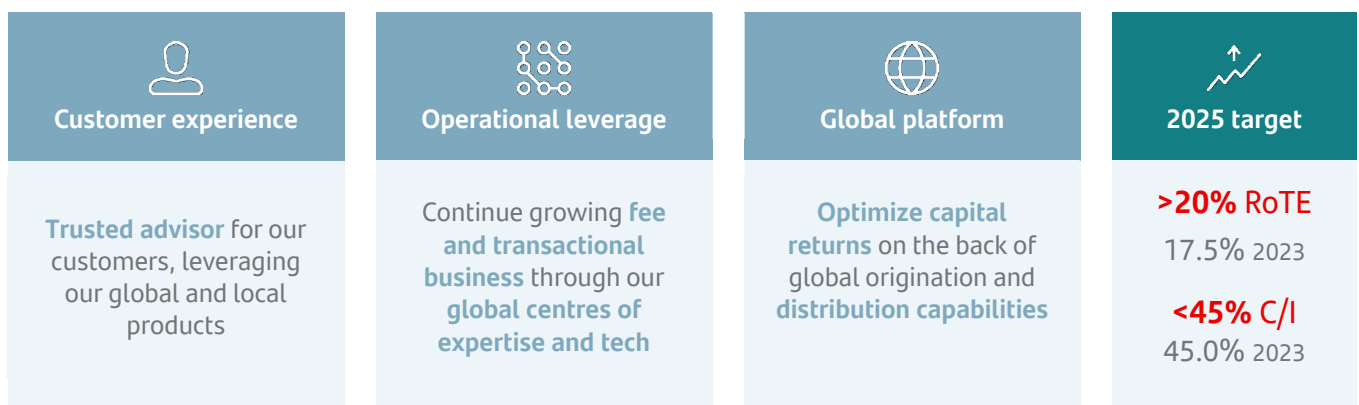 Customer experience
Trusted advisor for our
customers, leveraging
our global and local
products
Operational leverage
Continue growing fee
and transactional
business through our
global centres of
expertise and tech
Global platform
Optimize capital
returns on the back of
global origination and
distribution capabilities
2025 target
>20% RoTE
17.5% 2023
<45% C/I
45.0% 2023